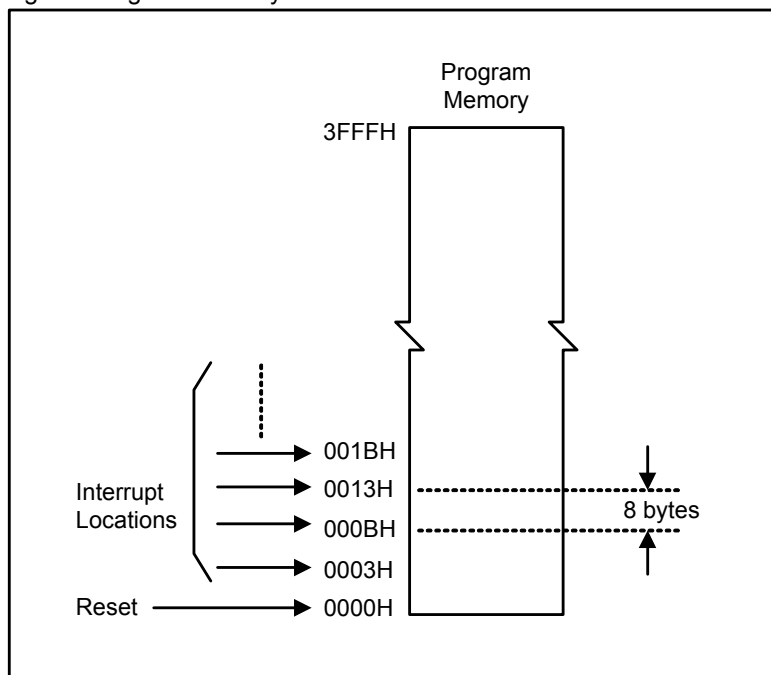 Program
Memory
3FFFH
001BH
0013H
Interrupt
Locations
8 bytes
000BH
0003H
Reset
0000H